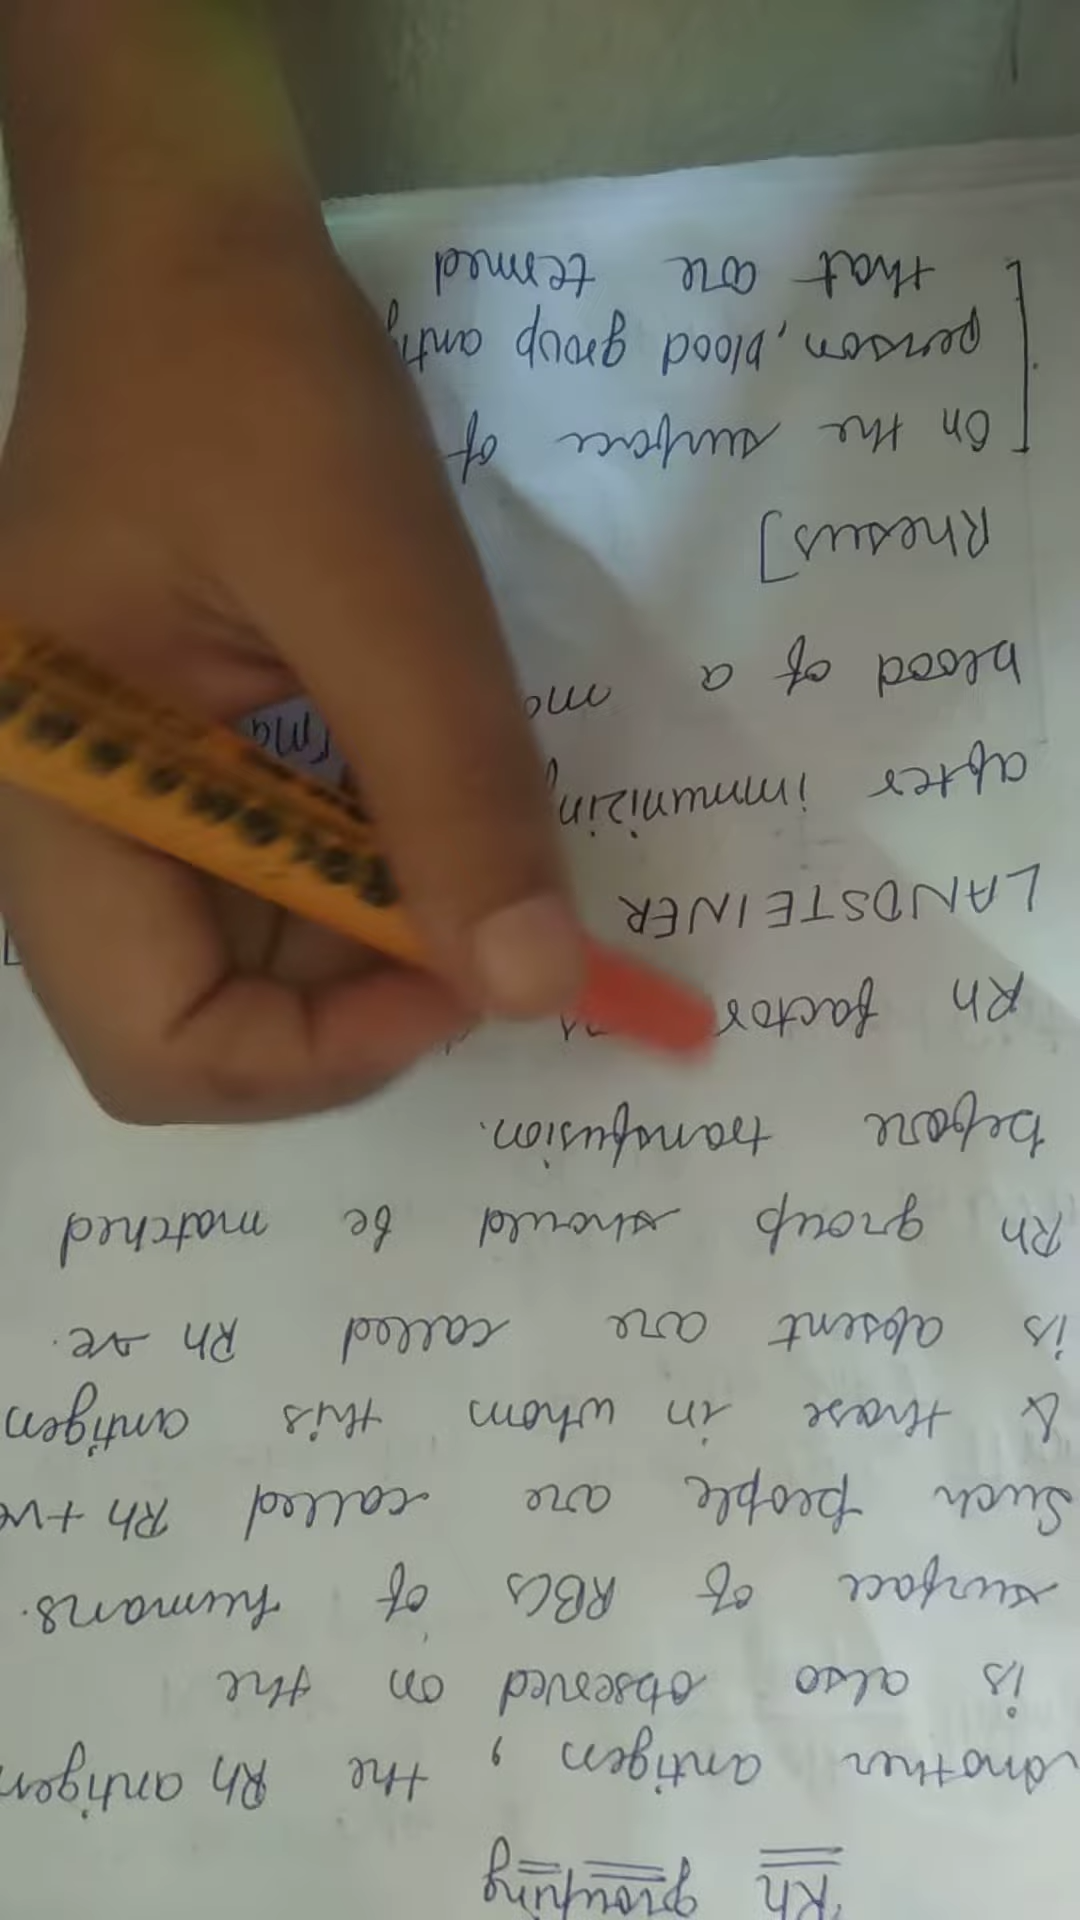 Rh grouping
Another antigen, the Rh antigen
is also observed on the
surface of RBCs of humans.
Such people are called Rh +ve
& those in whom this antigen
is absent are called Rh -ve.
Rh group should be matched
before transfusion.
Rh factor
LANDSTEINER
after
blood of a
Rhesus]
[On the surface of
person, blood group
that are termed